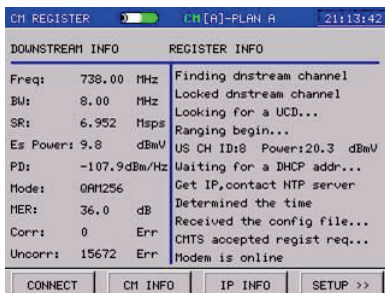 CM REGISTER CM[A]-PLAN A 21:13:42
DOWNSTREAM INFO
Freq: 738.00 MHz
BW: 8.00 MHz
SR: 6.952 Msps
Es Power: 9.8 dBmV
PD: -107.9dBm/Hz
Mode: QAM256
MER: 36.0 dB
Corr: 0 Err
Uncorr: 15672 Err
REGISTER INFO
Finding dnstream channel
Locked dnstream channel
Looking for a UCD...
Ranging begin...
US CH ID:8 Power:20.3 dBmV
Waiting for a DHCP addr...
Get IP,contact NTP server
Determined the time
Received the config file...
CMTS accepted regist req...
Modem is online
CONNECT CM INFO IP INFO SETUP >>